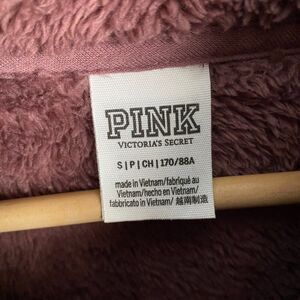 PINK
VICTORIA'S SECRET
S | P | CH | 170/88A
made in Vietnam/fabriqué au
Vietnam/hecho en Vietnam/
fabbricato in Vietnam/越南制造